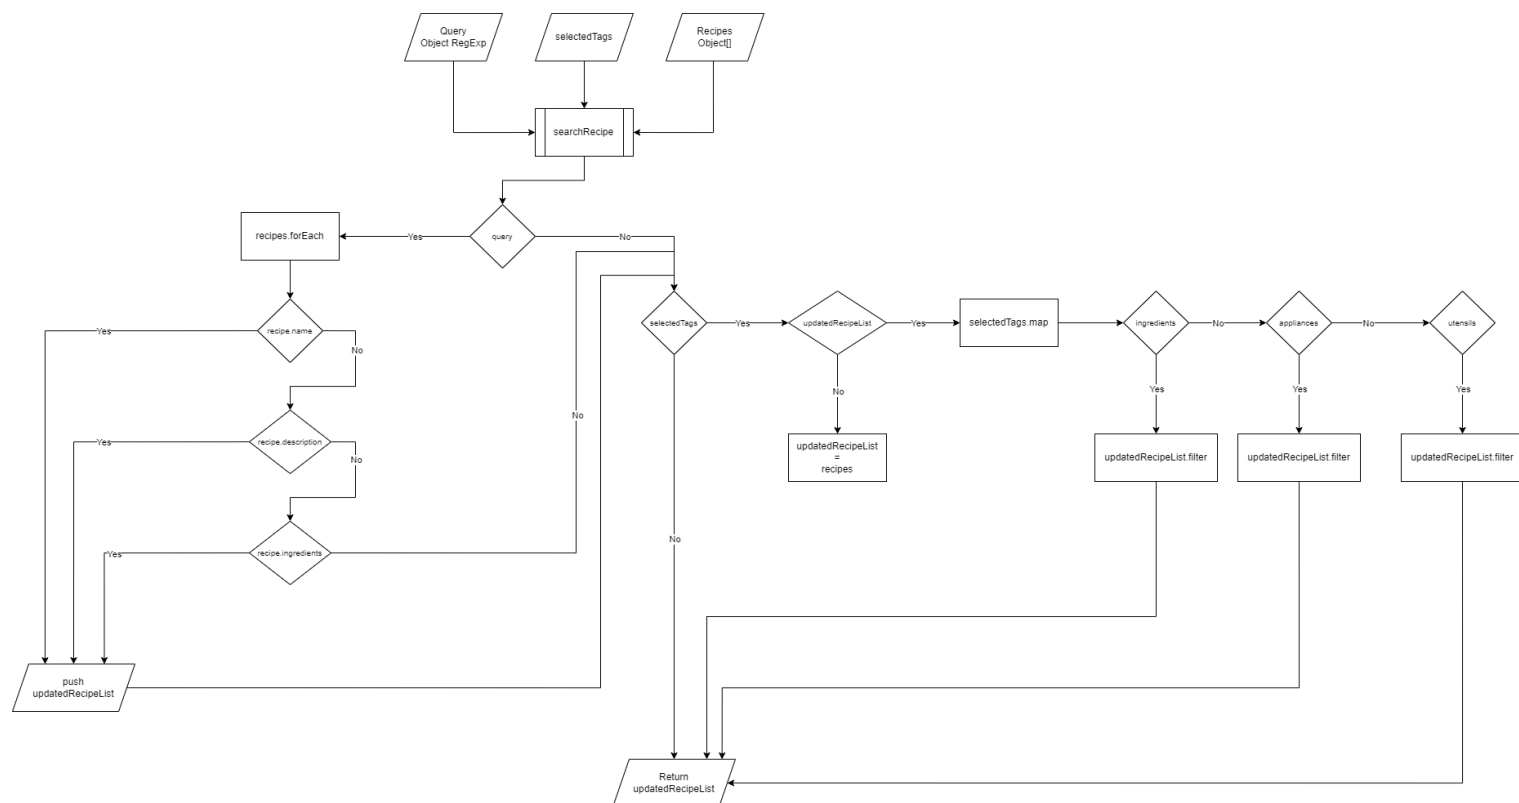 Query
Object RegExp
selectedTags
Recipes
Object[]
searchRecipe
recipes.forEach
Yes
query
No
recipe.name
Yes
No
selectedTags
Yes
updatedRecipeList
Yes
selectedTags.map
ingredients
No
appliances
No
utensils
No
Yes
Yes
Yes
No
recipe.description
Yes
No
updatedRecipeList
=
recipes
updatedRecipeList.filter
updatedRecipeList.filter
updatedRecipeList.filter
recipe.ingredients
Yes
No
No
push
updatedRecipeList
Return
updatedRecipeList